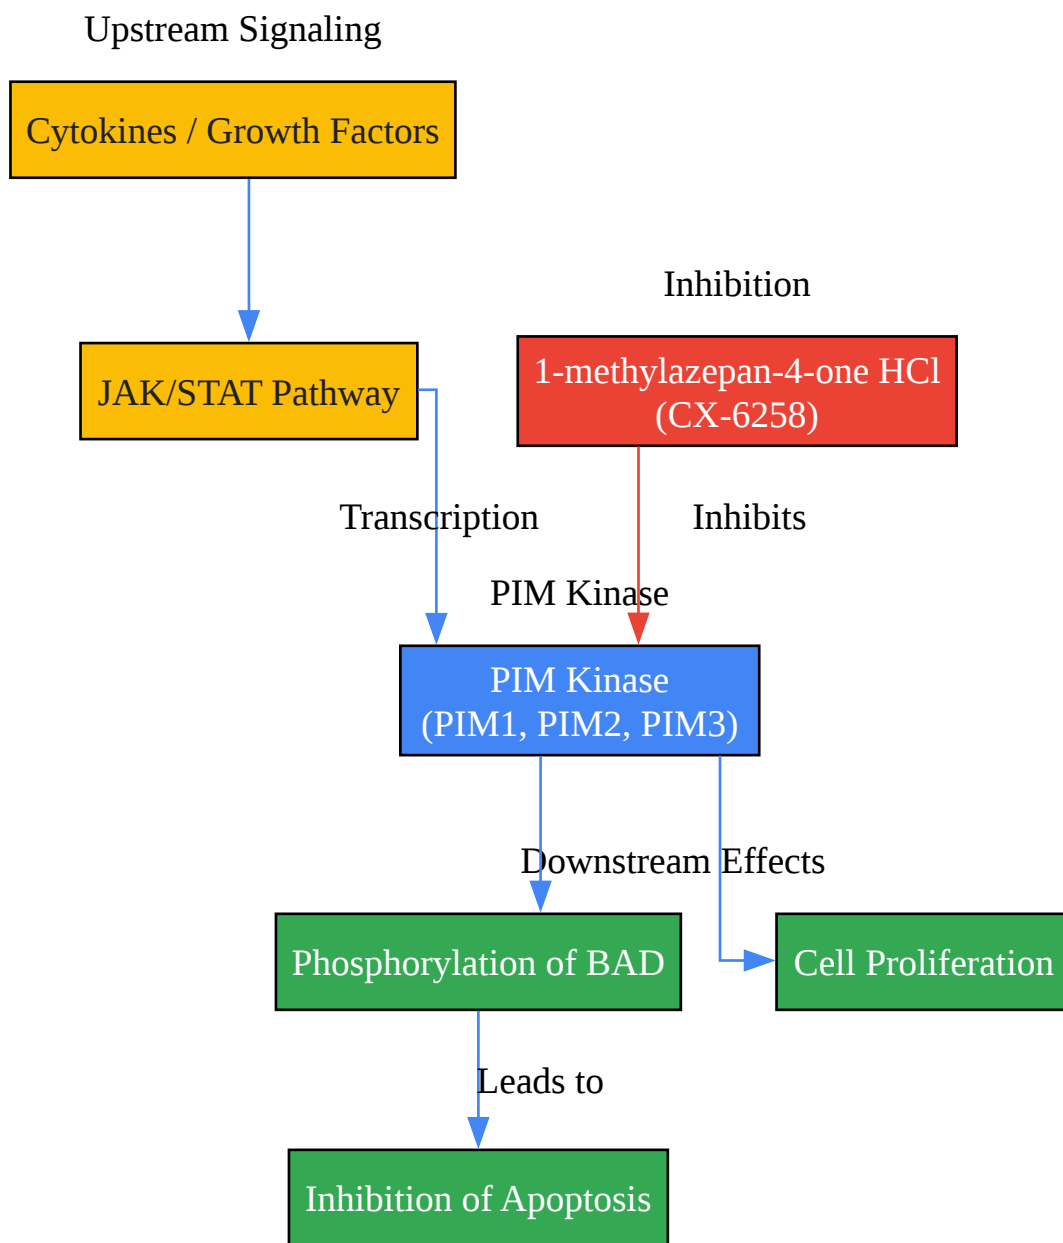 Upstream Signaling
Cytokines / Growth Factors
Inhibition
JAK/STAT Pathway
1-methylazepan-4-one HCl
(CX-6258)
Transcription
Inhibits
PIM Kinase
PIM Kinase
(PIM1, PIM2, PIM3)
Downstream Effects
Phosphorylation of BAD
Cell Proliferation
Leads to
Inhibition of Apoptosis